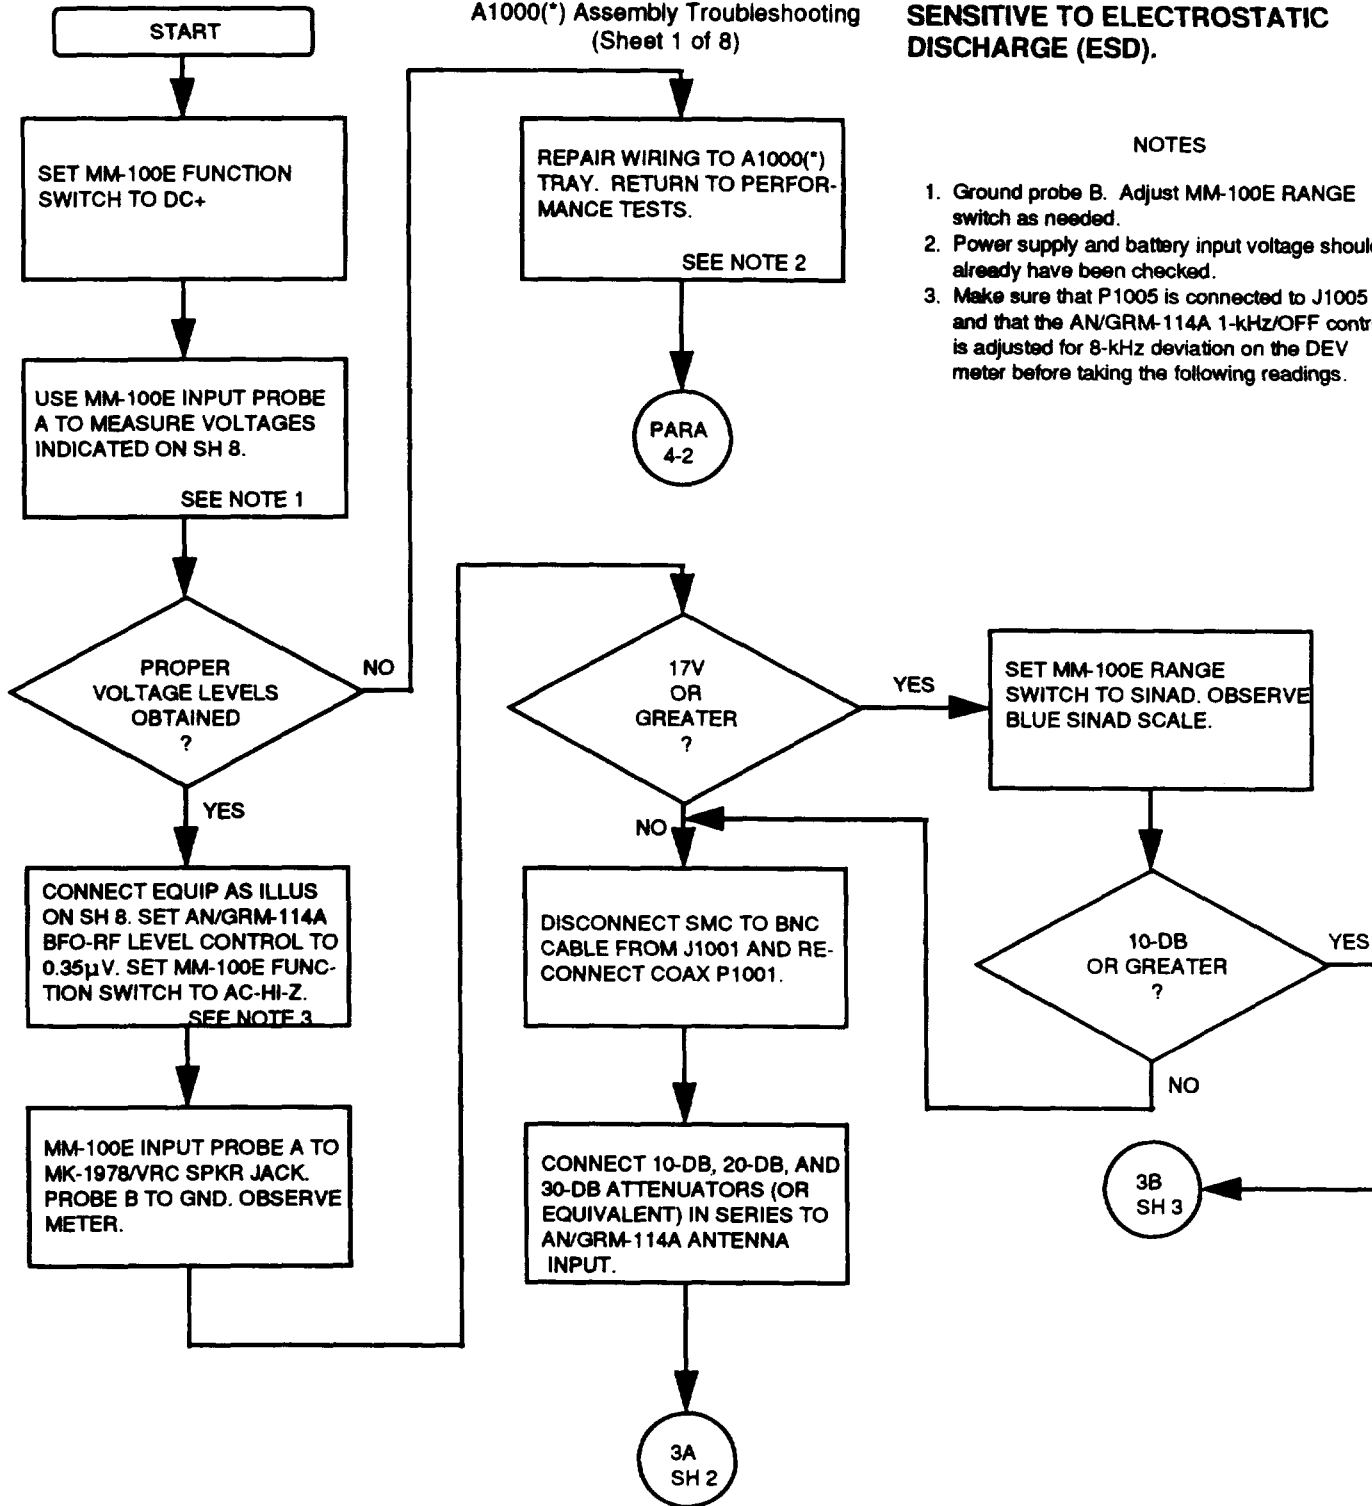 A1000(*) Assembly Troubleshooting
(Sheet 1 of 8)
SENSITIVE TO ELECTROSTATIC
DISCHARGE (ESD).
START
SET MM-100E FUNCTION
SWITCH TO DC+
USE MM-100E INPUT PROBE
A TO MEASURE VOLTAGES
INDICATED ON SH 8.
SEE NOTE 1
PROPER
VOLTAGE LEVELS
OBTAINED
?
NO
YES
CONNECT EQUIP AS ILLUS
ON SH 8. SET AN/GRM-114A
BFO-RF LEVEL CONTROL TO
0.35µV. SET MM-100E FUNC-
TION SWITCH TO AC-HI-Z.
SEE NOTE 3
MM-100E INPUT PROBE A TO
MK-1978/VRC SPKR JACK.
PROBE B TO GND. OBSERVE
METER.
REPAIR WIRING TO A1000(*)
TRAY. RETURN TO PERFOR-
MANCE TESTS.
SEE NOTE 2
PARA
4-2
17V
OR
GREATER
?
YES
NO
DISCONNECT SMC TO BNC
CABLE FROM J1001 AND RE-
CONNECT COAX P1001.
CONNECT 10-DB, 20-DB, AND
30-DB ATTENUATORS (OR
EQUIVALENT) IN SERIES TO
AN/GRM-114A ANTENNA
INPUT.
3A
SH 2
NOTES
1. Ground probe B. Adjust MM-100E RANGE
switch as needed.
2. Power supply and battery input voltage shoul
already have been checked.
3. Make sure that P1005 is connected to J1005
and that the AN/GRM-114A 1-kHz/OFF contr
is adjusted for 8-kHz deviation on the DEV
meter before taking the following readings.
SET MM-100E RANGE
SWITCH TO SINAD. OBSERVE
BLUE SINAD SCALE.
10-DB
OR GREATER
?
YES
NO
3B
SH 3